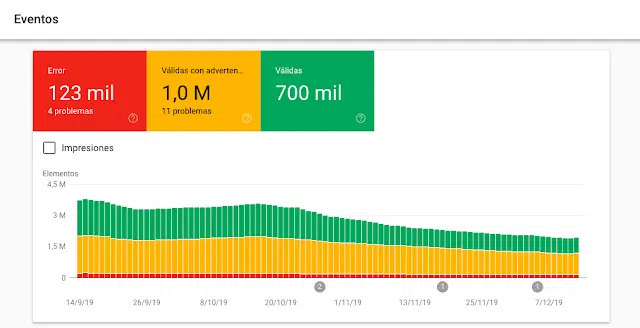 Eventos
Error
123 mil
4 problemas
Válidas con adverten...
1,0 M
11 problemas
Válidas
700 mil
Impresiones
Elementos
4,5 M
3 M
1,5 M
0
2
1
1
14/9/19
26/9/19
8/10/19
20/10/19
1/11/19
13/11/19
25/11/19
7/12/19